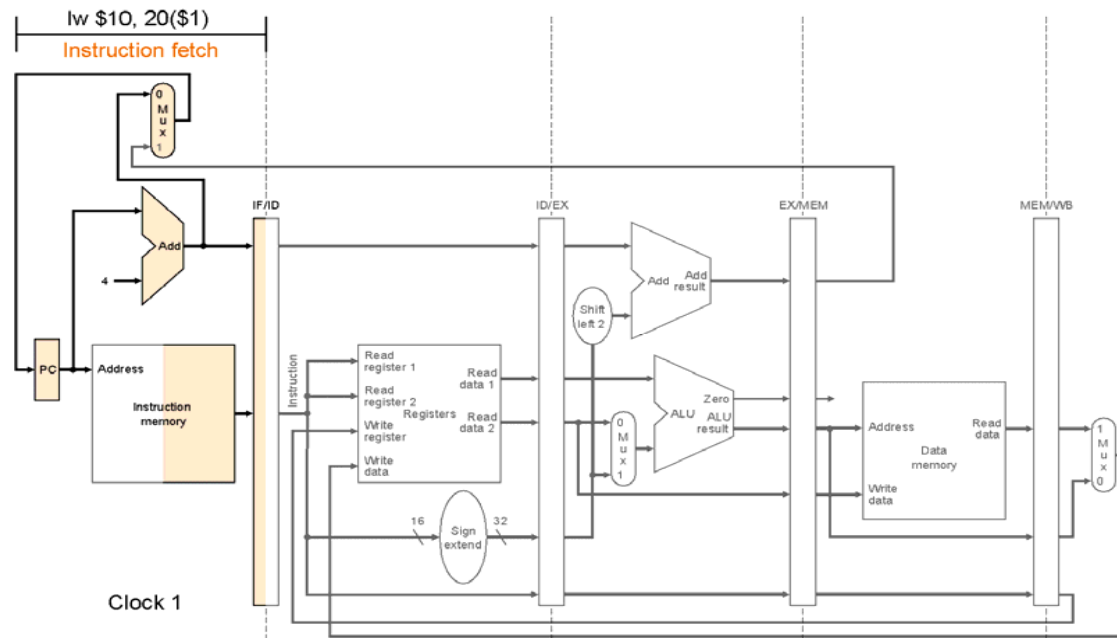 lw $10, 20($1)
Instruction fetch
0
M
u
x
1
IF/ID
ID/EX
EX/MEM
MEM/WB
Add
4
Add
Add
result
Shift
left 2
PC
Address
Instruction
memory
Instruction
Read
register 1
Read
register 2
Write
register
Write
data
Registers
Read
data 1
Read
data 2
0
M
u
x
1
Zero
ALU
ALU
result
Address
Write
data
Data
memory
Read
data
1
M
u
x
0
16
Sign
extend
32
Clock 1